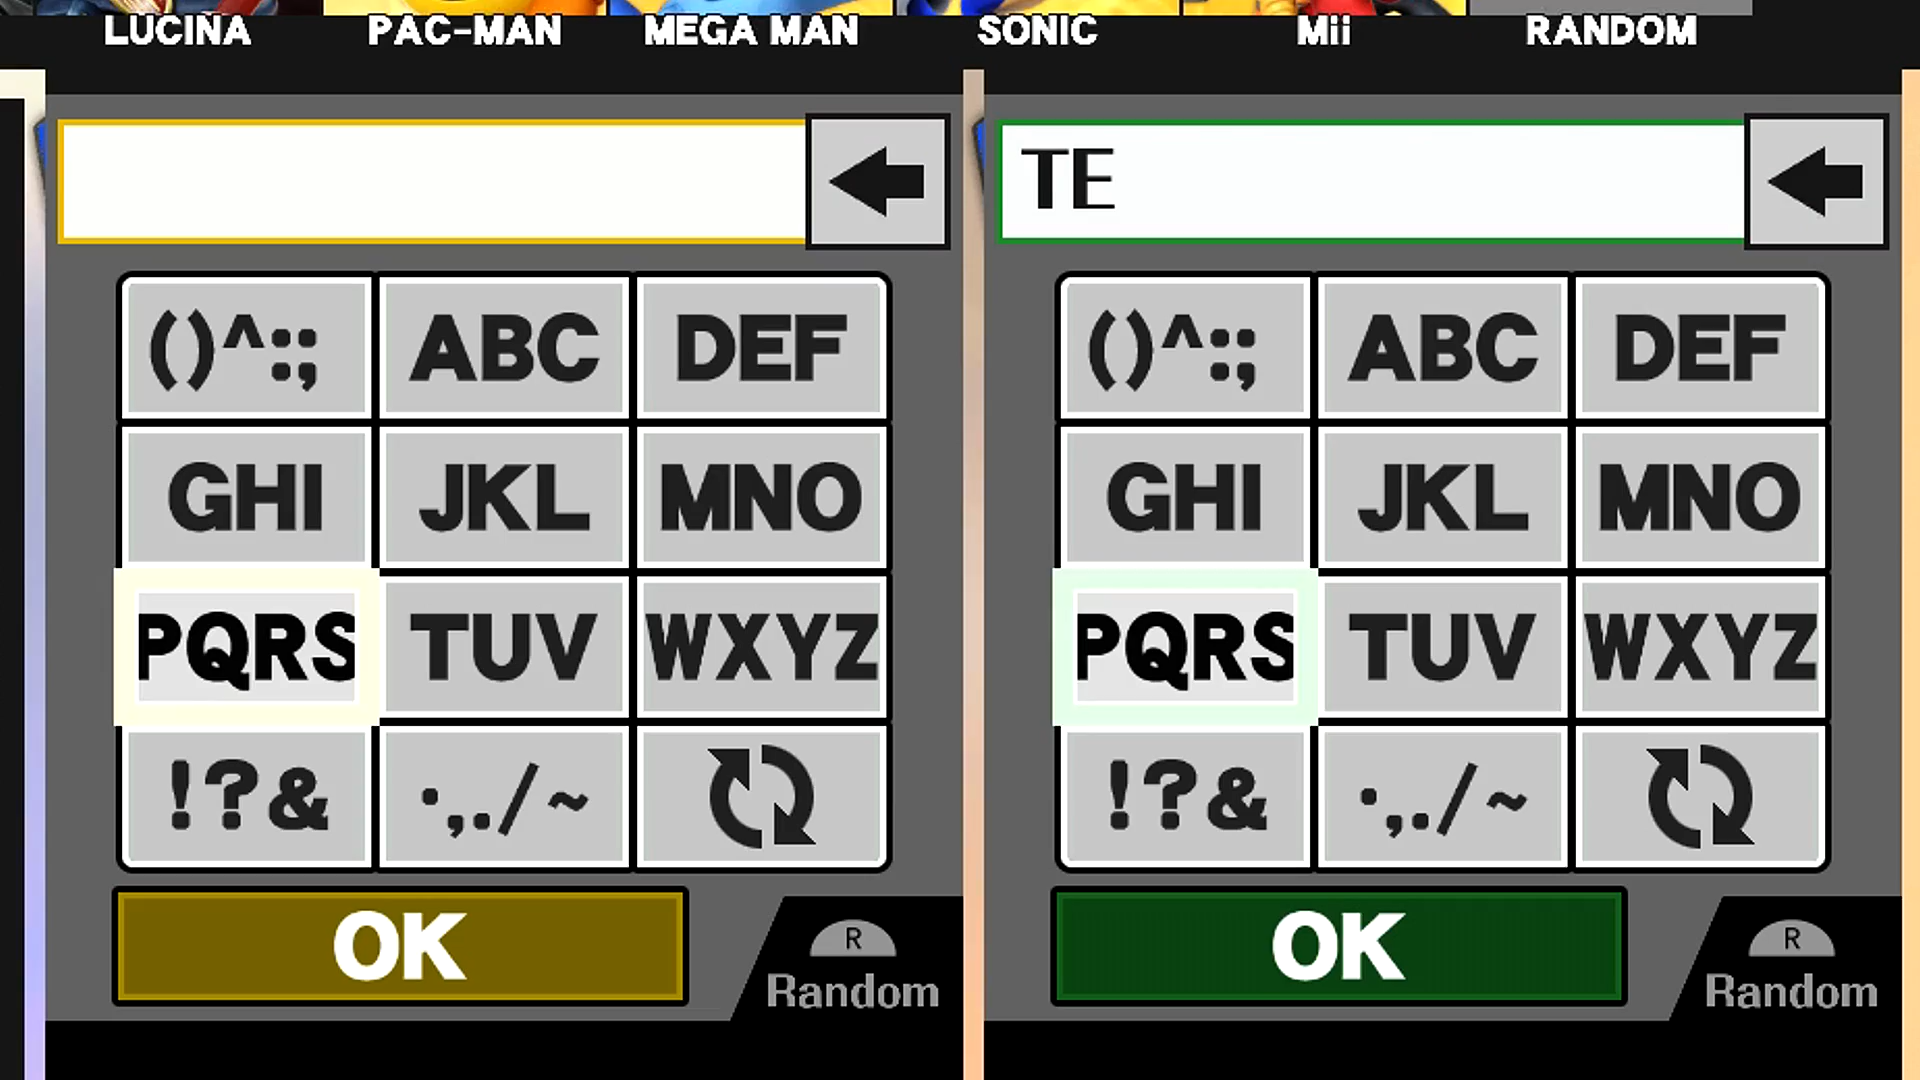 LUCINA PAC-MAN MEGA MAN SONIC Mii RANDOM
TE
()^:; ABC DEF
GHI JKL MNO
PQRS TUV WXYZ
!?& ·,./~
OK
R
Random
()^:; ABC DEF
GHI JKL MNO
PQRS TUV WXYZ
!?& ·,./~
OK
R
Random